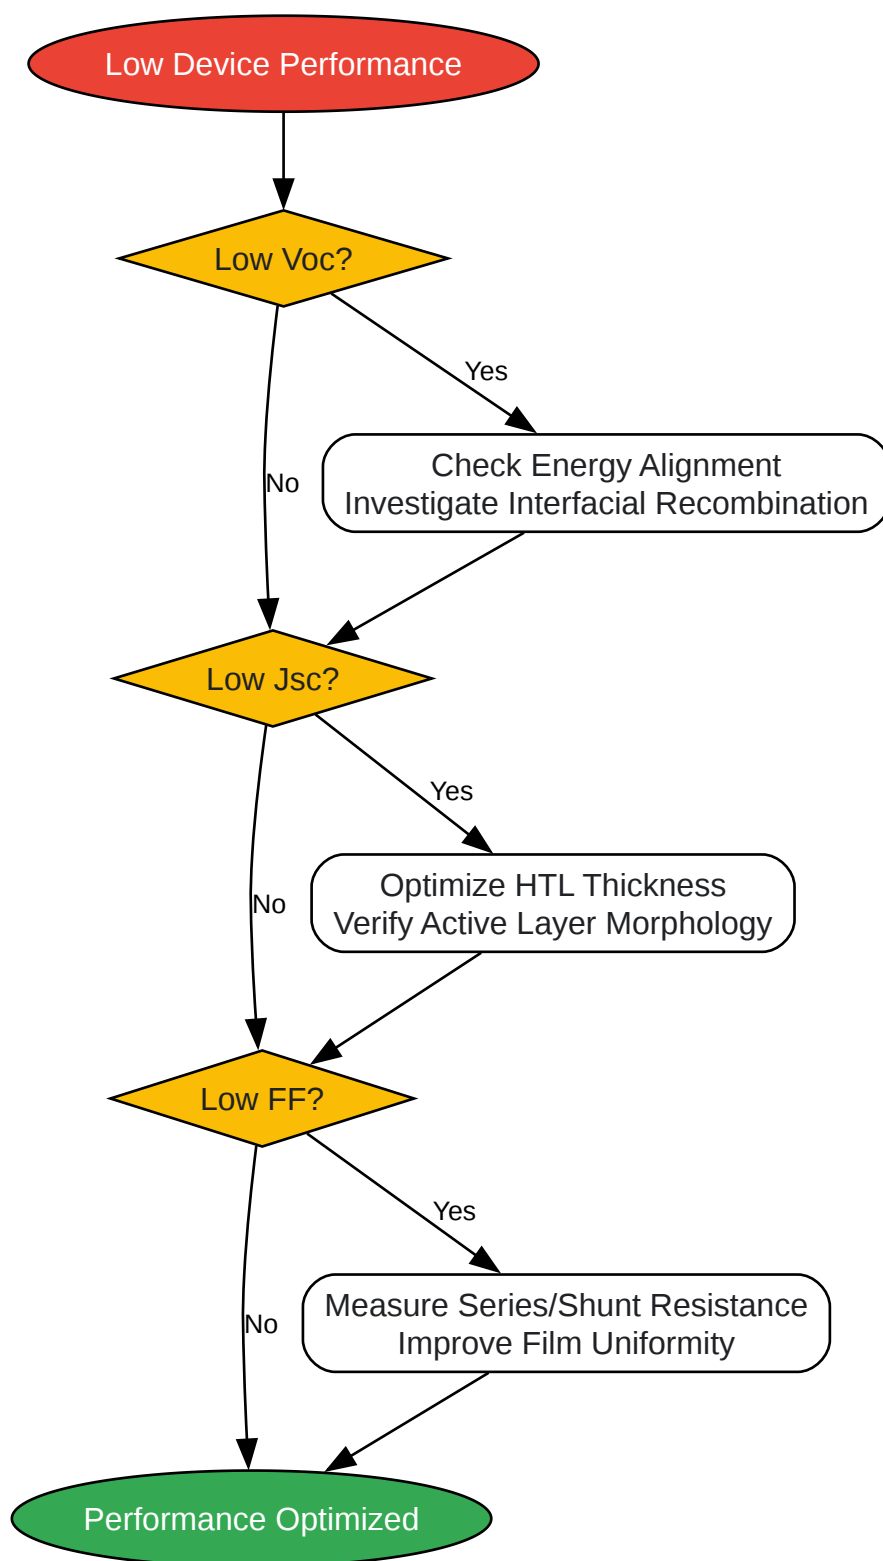 Low Device Performance
Low Voc?
Yes
Check Energy Alignment
Investigate Interfacial Recombination
No
Low Jsc?
Yes
Optimize HTL Thickness
Verify Active Layer Morphology
No
Low FF?
Yes
Measure Series/Shunt Resistance
Improve Film Uniformity
No
Performance Optimized